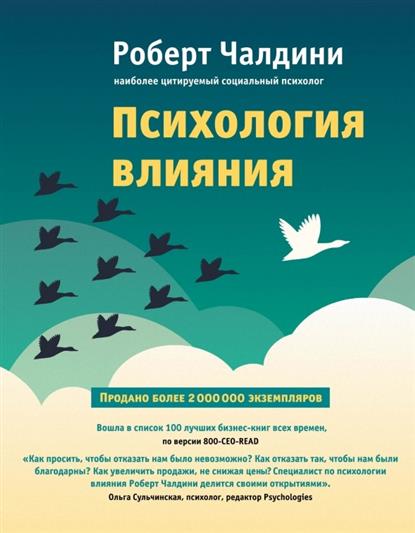 Роберт Чалдини
наиболее цитируемый социальный психолог
Психология
влияния
Продано более 2 000 000 экземпляров
Вошла в список 100 лучших бизнес-книг всех времен,
по версии 800-CEO-READ
«Как просить, чтобы отказать нам было невозможно? Как отказать так, чтобы нам были
благодарны? Как увеличить продажи, не снижая цены? Специалист по психологии
влияния Роберт Чалдини делится своими открытиями».
Ольга Сульчинская, психолог, редактор Psychologies